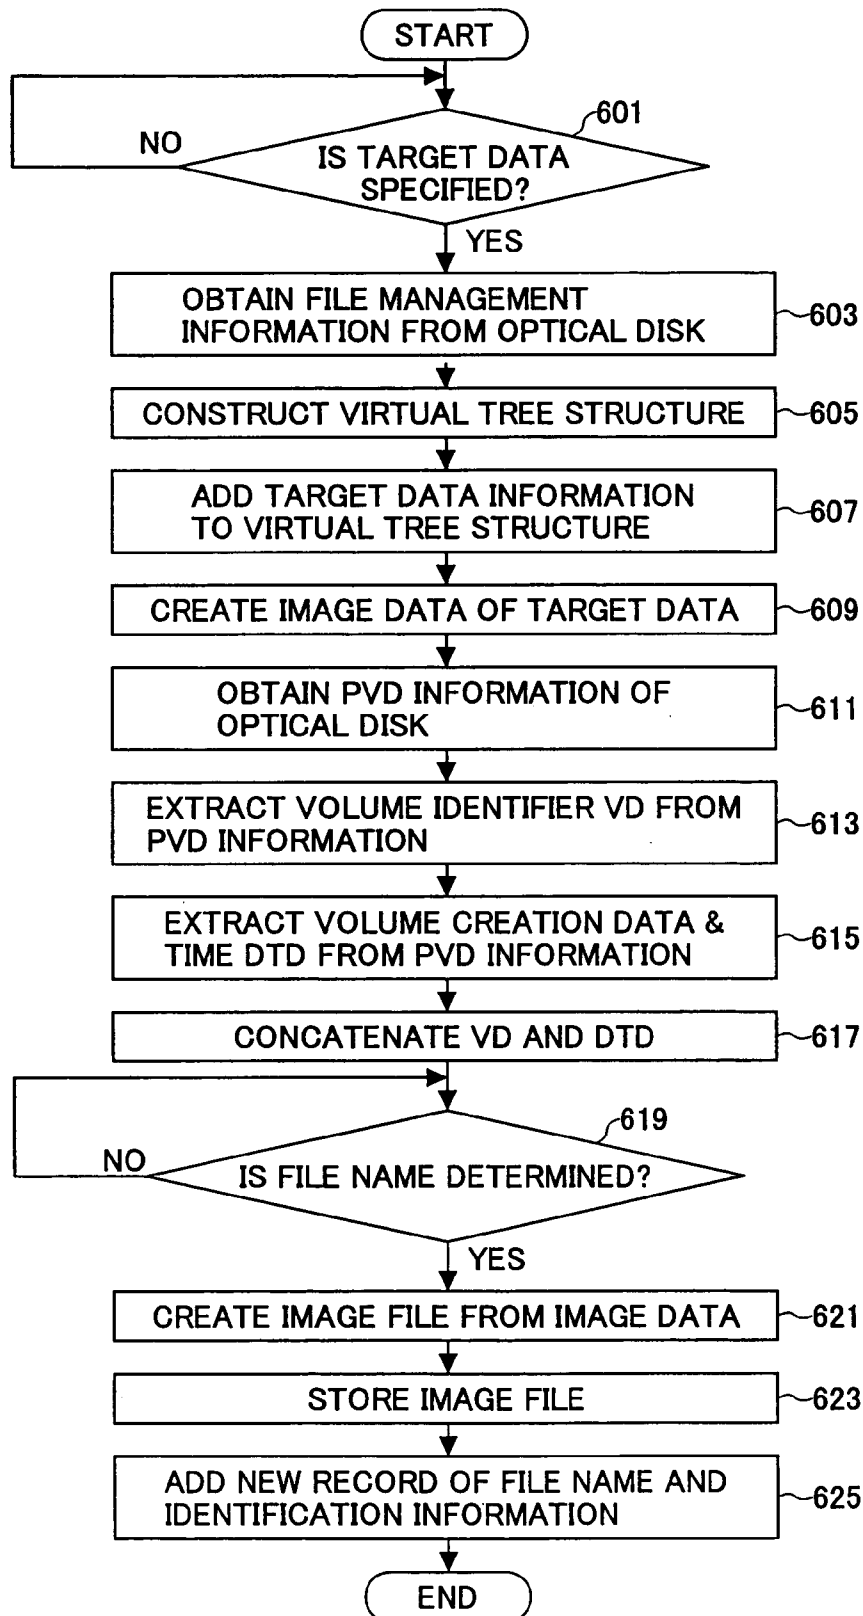 START
601
NO
IS TARGET DATA
SPECIFIED?
YES
OBTAIN FILE MANAGEMENT
INFORMATION FROM OPTICAL DISK
603
CONSTRUCT VIRTUAL TREE STRUCTURE
605
ADD TARGET DATA INFORMATION
TO VIRTUAL TREE STRUCTURE
607
CREATE IMAGE DATA OF TARGET DATA
609
OBTAIN PVD INFORMATION OF
OPTICAL DISK
611
EXTRACT VOLUME IDENTIFIER VD FROM
PVD INFORMATION
613
EXTRACT VOLUME CREATION DATA &
TIME DTD FROM PVD INFORMATION
615
CONCATENATE VD AND DTD
617
619
NO
IS FILE NAME DETERMINED?
YES
CREATE IMAGE FILE FROM IMAGE DATA
621
STORE IMAGE FILE
623
ADD NEW RECORD OF FILE NAME AND
IDENTIFICATION INFORMATION
625
END